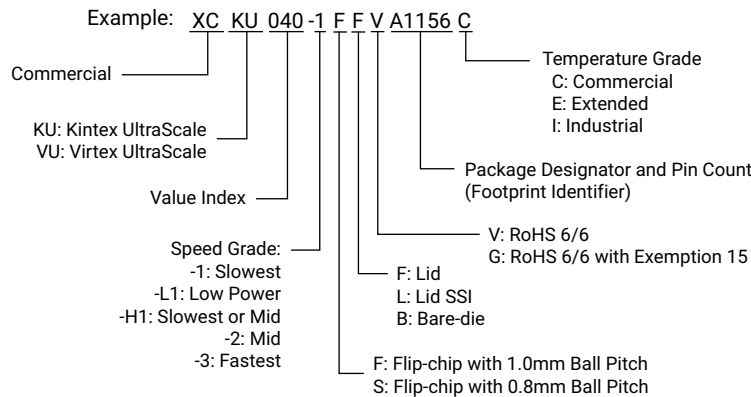 Example: XC KU 040 -1 F F V A1156 C
Commercial
KU: Kintex UltraScale
VU: Virtex UltraScale
Value Index
Speed Grade:
-1: Slowest
-L1: Low Power
-H1: Slowest or Mid
-2: Mid
-3: Fastest
Temperature Grade
C: Commercial
E: Extended
I: Industrial
Package Designator and Pin Count
(Footprint Identifier)
V: RoHS 6/6
G: RoHS 6/6 with Exemption 15
F: Lid
L: Lid SSI
B: Bare-die
F: Flip-chip with 1.0mm Ball Pitch
S: Flip-chip with 0.8mm Ball Pitch